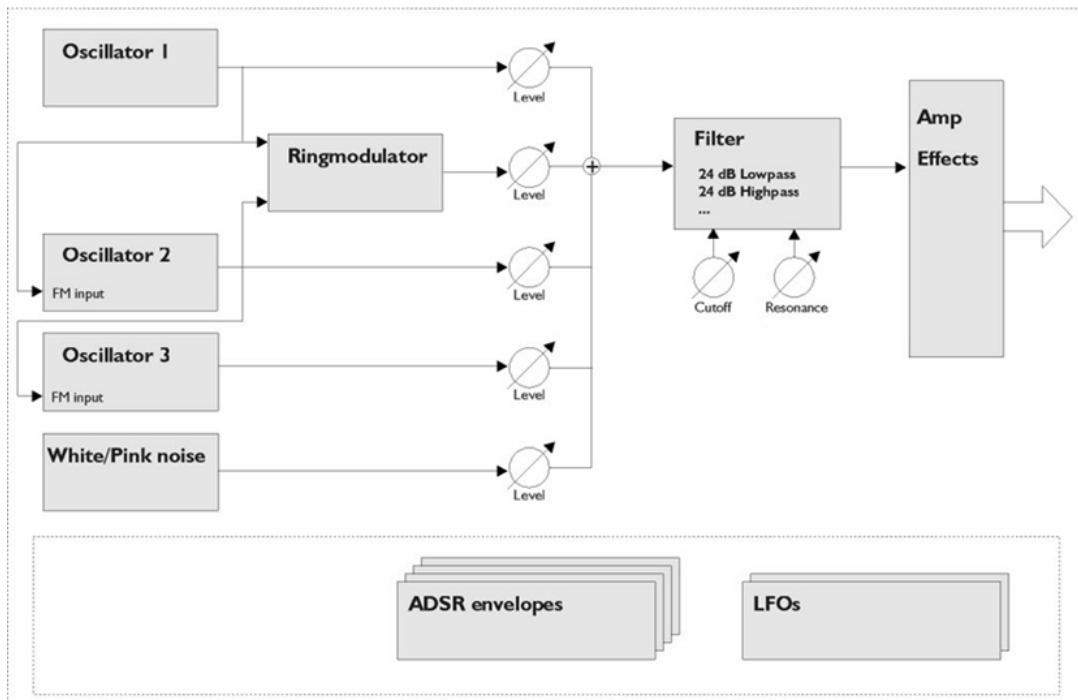 Oscillator 1
Level
Ringmodulator
Level
Filter
24 dB Lowpass
24 dB Highpass
...
Amp
Effects
Oscillator 2
FM input
Level
Cutoff
Resonance
Oscillator 3
FM input
Level
White/Pink noise
Level
ADSR envelopes
LFOs